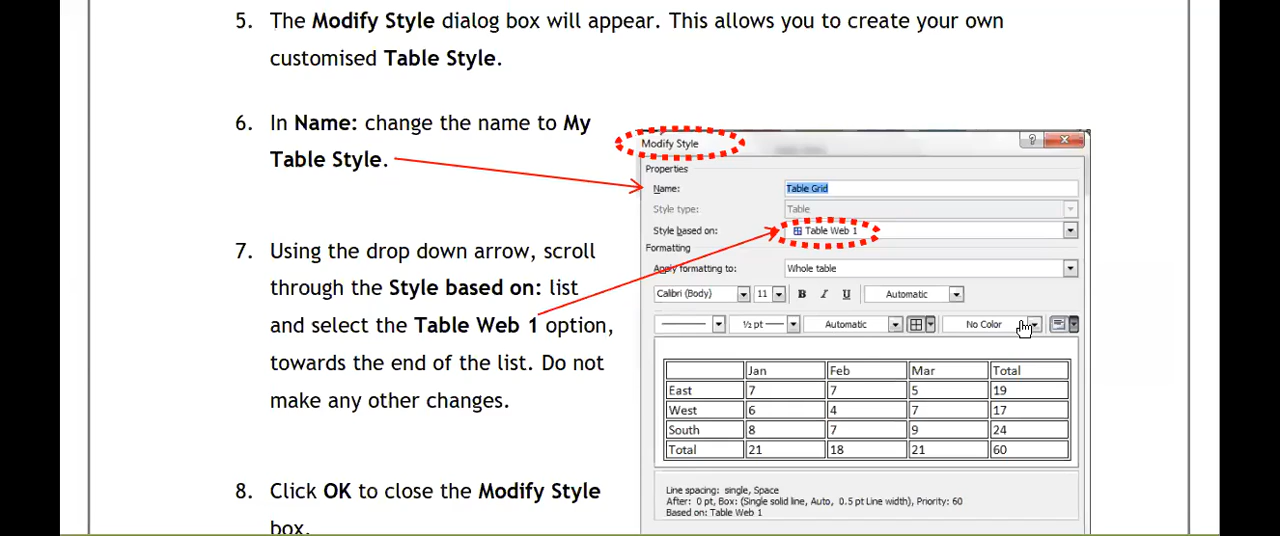 5. The Modify Style dialog box will appear. This allows you to create your own
customised Table Style.
6. In Name: change the name to My
Table Style.
7. Using the drop down arrow, scroll
through the Style based on: list
and select the Table Web 1 option,
towards the end of the list. Do not
make any other changes.
8. Click OK to close the Modify Style
box.
Modify Style
Properties
Name: Table Grid
Style type: Table
Style based on: Table Web 1
Formatting
Apply formatting to: Whole table
Calibri (Body) 11 B I U Automatic
½ pt Automatic No Color
Jan Feb Mar Total
East 7 7 5 19
West 6 4 7 17
South 8 7 9 24
Total 21 18 21 60
Line spacing: single, Space
After: 0 pt, Box: (Single solid line, Auto, 0.5 pt Line width), Priority: 60
Based on: Table Web 1